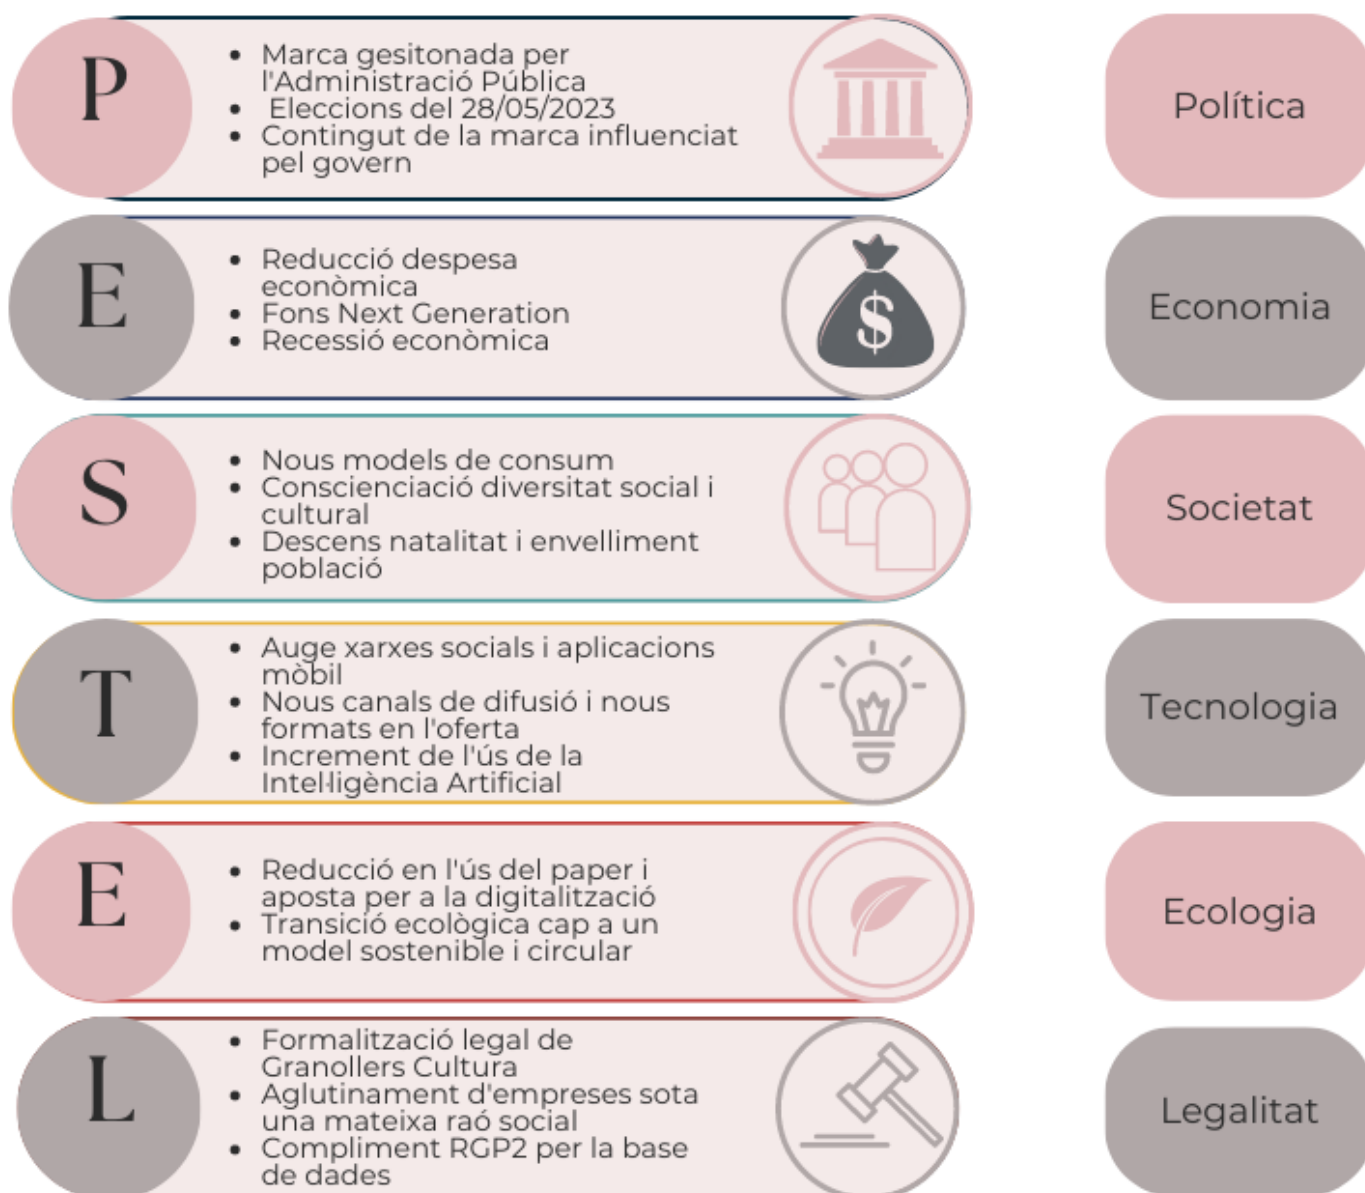 P
• Marca gesitonada per
l'Administració Pública
• Eleccions del 28/05/2023
• Contingut de la marca influenciat
pel govern
Política
E
• Reducció despesa
econòmica
• Fons Next Generation
• Recessió econòmica
$
Economia
S
• Nous models de consum
• Conscienciació diversitat social i
cultural
• Descens natalitat i envelliment
població
Societat
T
• Auge xarxes socials i aplicacions
mòbil
• Nous canals de difusió i nous
formats en l'oferta
• Increment de l'ús de la
Intel·ligència Artificial
Tecnologia
E
• Reducció en l'ús del paper i
aposta per a la digitalització
• Transició ecològica cap a un
model sostenible i circular
Ecologia
L
• Formalització legal de
Granollers Cultura
• Aglutinament d'empreses sota
una mateixa raó social
• Compliment RGP2 per la base
de dades
Legalitat